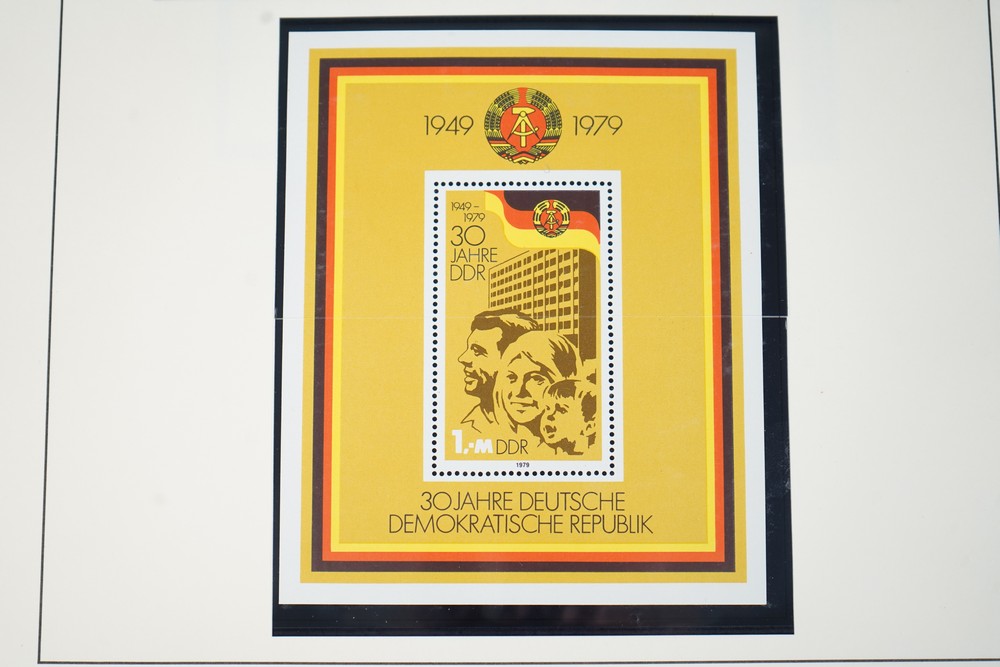 1949 1979
1949–
1979
30
JAHRE
DDR
1,-M DDR
1979
30 JAHRE DEUTSCHE
DEMOKRATISCHE REPUBLIK